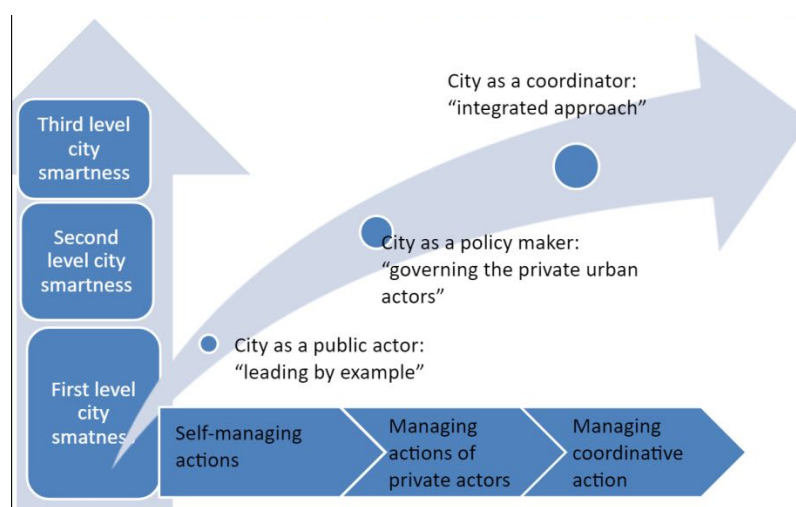 City as a coordinator:
“integrated approach”
Third level
city
smartness
Second
level city
smartness
City as a policy maker:
“governing the private urban
actors”
City as a public actor:
“leading by example”
First level
city
smatness
Self-managing
actions
Managing
actions of
private actors
Managing
coordinative
action